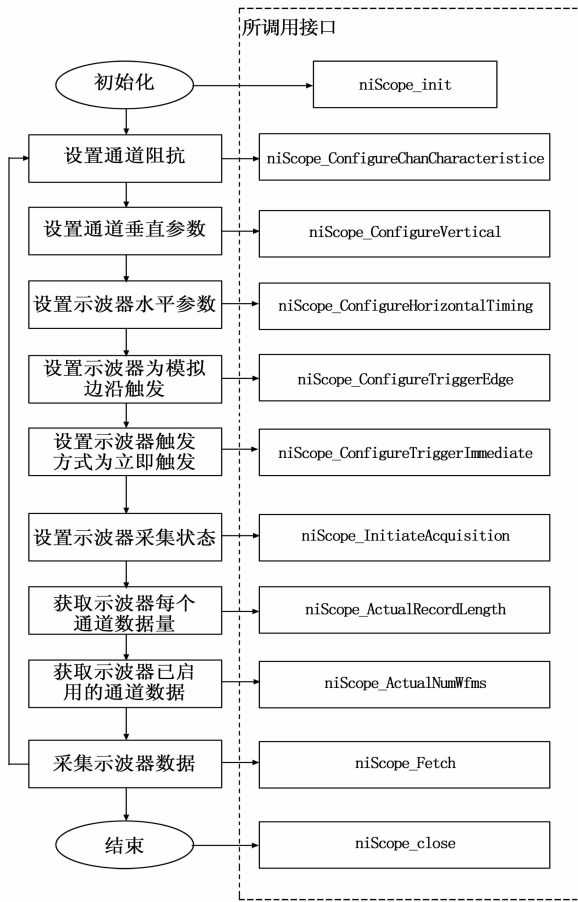 所调用接口
初始化
niScope_init
设置通道阻抗
niScope_ConfigureChanCharacteristice
设置通道垂直参数
niScope_ConfigureVertical
设置示波器水平参数
niScope_ConfigureHorizontalTiming
设置示波器为模拟
边沿触发
niScope_ConfigureTriggerEdge
设置示波器触发
方式为立即触发
niScope_ConfigureTriggerImmediate
设置示波器采集状态
niScope_InitiateAcquisition
获取示波器每个
通道数据量
niScope_ActualRecordLength
获取示波器已启
用的通道数据
niScope_ActualNumWfms
采集示波器数据
niScope_Fetch
结束
niScope_close